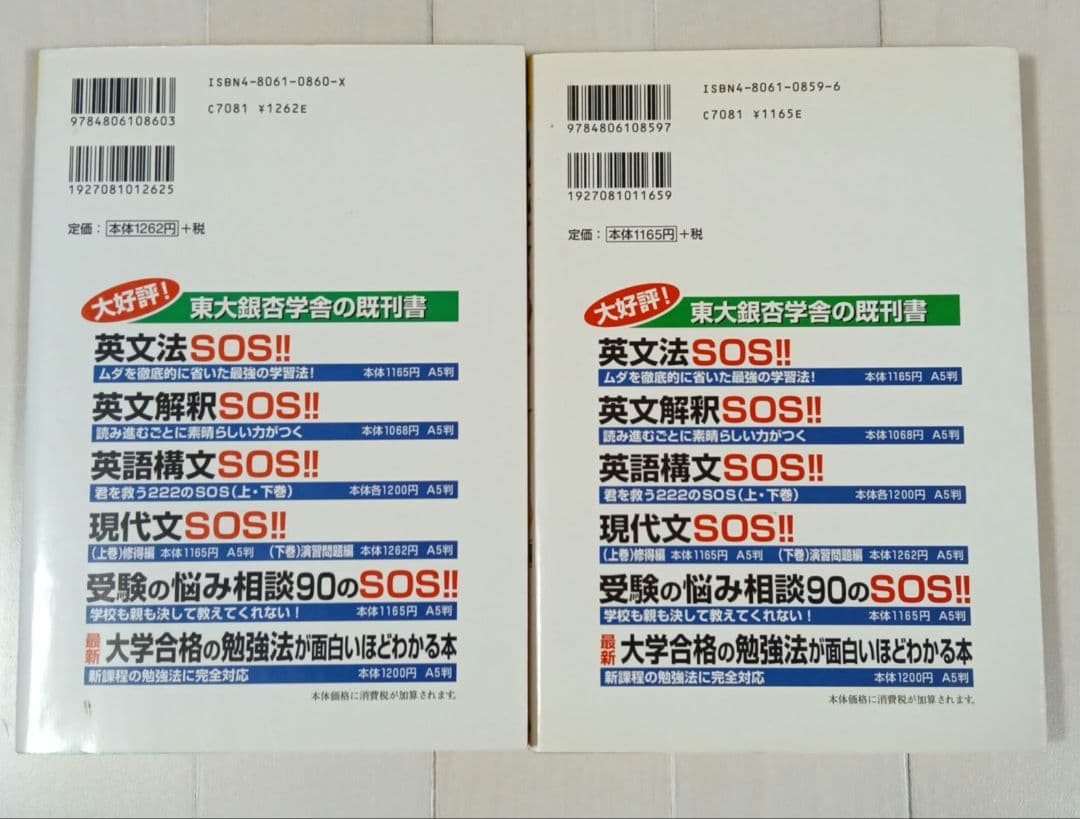 ISBN4-8061-0860-X
C7081 ¥1262E
9784806108603
1927081012625
定価：本体1262円+税
大好評!
東大銀杏学舎の既刊書
英文法SOS!!
ムダを徹底的に省いた最強の学習法! 本体1165円 A5判
英文解釈SOS!!
読み進むごとに素晴らしい力がつく 本体1068円 A5判
英語構文SOS!!
君を救う222のSOS（上・下巻） 本体各1200円 A5判
現代文SOS!!
（上巻）修得編 本体1165円 A5判 （下巻）演習問題編 本体1262円 A5判
受験の悩み相談90のSOS!!
学校も親も決して教えてくれない! 本体1165円 A5判
最新 大学合格の勉強法が面白いほどわかる本
新課程の勉強法に完全対応 本体1200円 A5判
本体価格に消費税が加算されます。
ISBN4-8061-0859-6
C7081 ¥1165E
9784806108597
1927081011659
定価：本体1165円+税
大好評!
東大銀杏学舎の既刊書
英文法SOS!!
ムダを徹底的に省いた最強の学習法! 本体1165円 A5判
英文解釈SOS!!
読み進むごとに素晴らしい力がつく 本体1068円 A5判
英語構文SOS!!
君を救う222のSOS（上・下巻） 本体各1200円 A5判
現代文SOS!!
（上巻）修得編 本体1165円 A5判 （下巻）演習問題編 本体1262円 A5判
受験の悩み相談90のSOS!!
学校も親も決して教えてくれない! 本体1165円 A5判
最新 大学合格の勉強法が面白いほどわかる本
新課程の勉強法に完全対応 本体1200円 A5判
本体価格に消費税が加算されます。